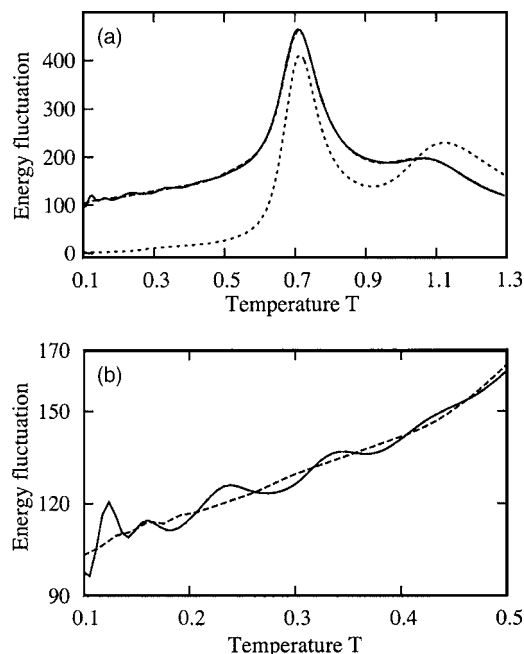 (a)
Energy fluctuation
400
300
200
100
0
0.1 0.3 0.5 0.7 0.9 1.1 1.3
Temperature T
(b)
Energy fluctuation
170
150
120
90
0.1 0.2 0.3 0.4 0.5
Temperature T